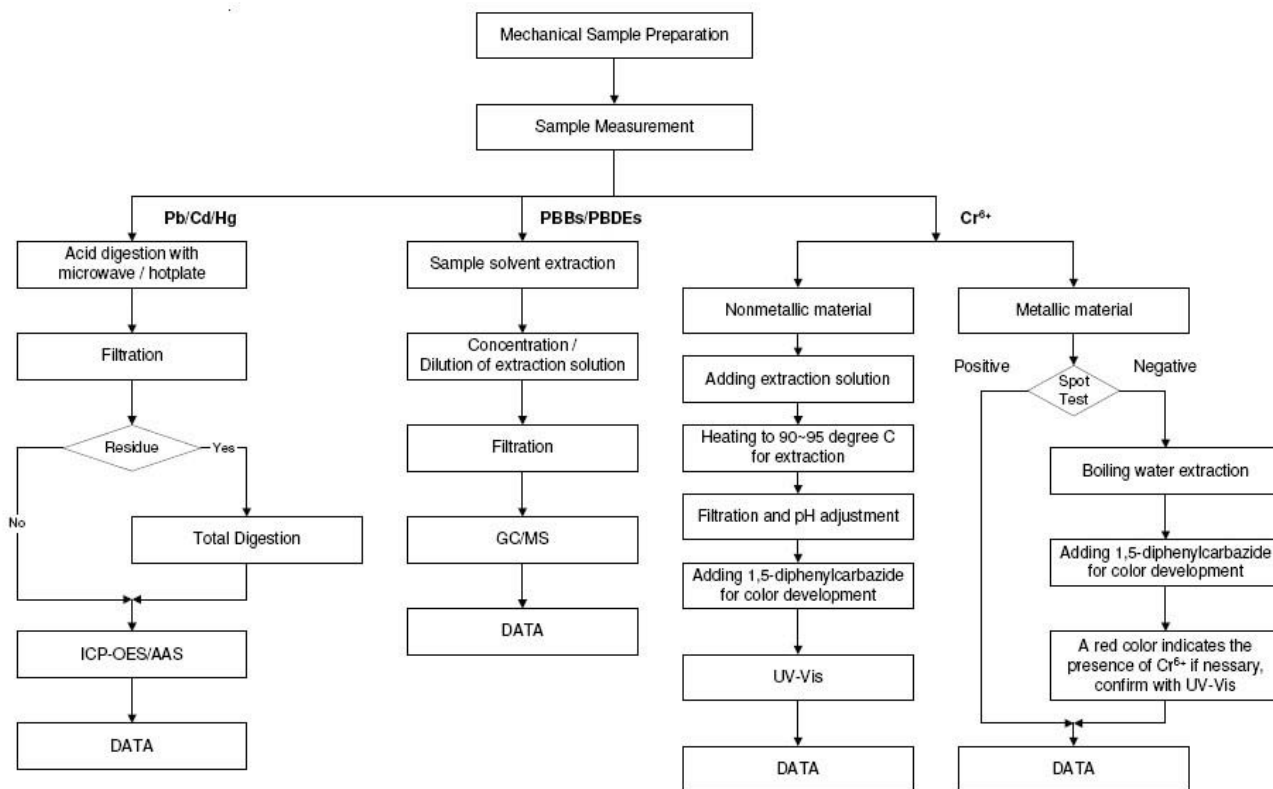 Mechanical Sample Preparation
Sample Measurement
Pb/Cd/Hg
Acid digestion with
microwave / hotplate
Filtration
Residue
Yes
No
Total Digestion
ICP-OES/AAS
DATA
PBBs/PBDEs
Sample solvent extraction
Concentration /
Dilution of extraction solution
Filtration
GC/MS
DATA
Cr⁶⁺
Nonmetallic material
Adding extraction solution
Heating to 90~95 degree C
for extraction
Filtration and pH adjustment
Adding 1,5-diphenylcarbazide
for color development
UV-Vis
DATA
Metallic material
Positive
Negative
Spot
Test
Boiling water extraction
Adding 1,5-diphenylcarbazide
for color development
A red color indicates the
presence of Cr⁶⁺ if nessary,
confirm with UV-Vis
DATA